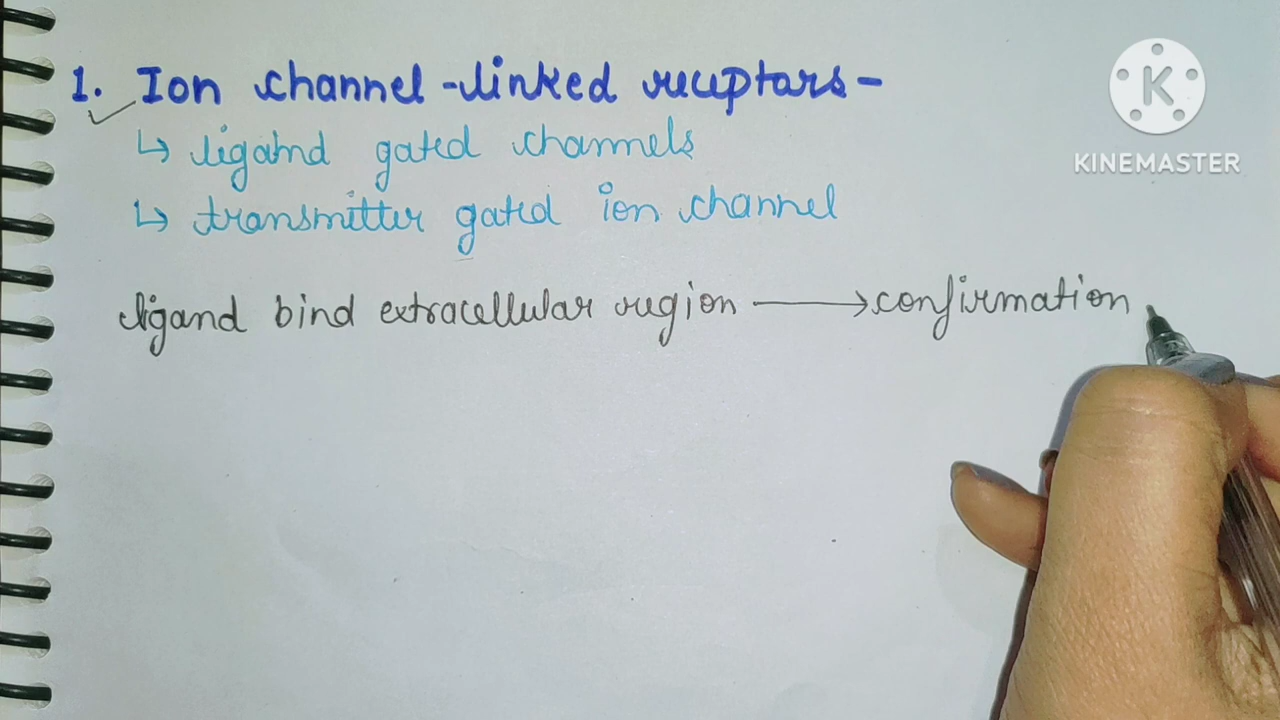 1. Ion channel-linked receptors-
↳ ligand gated channels
↳ transmitter gated ion channel
ligand bind extracellular region ⟶ confirmation
KINEMASTER